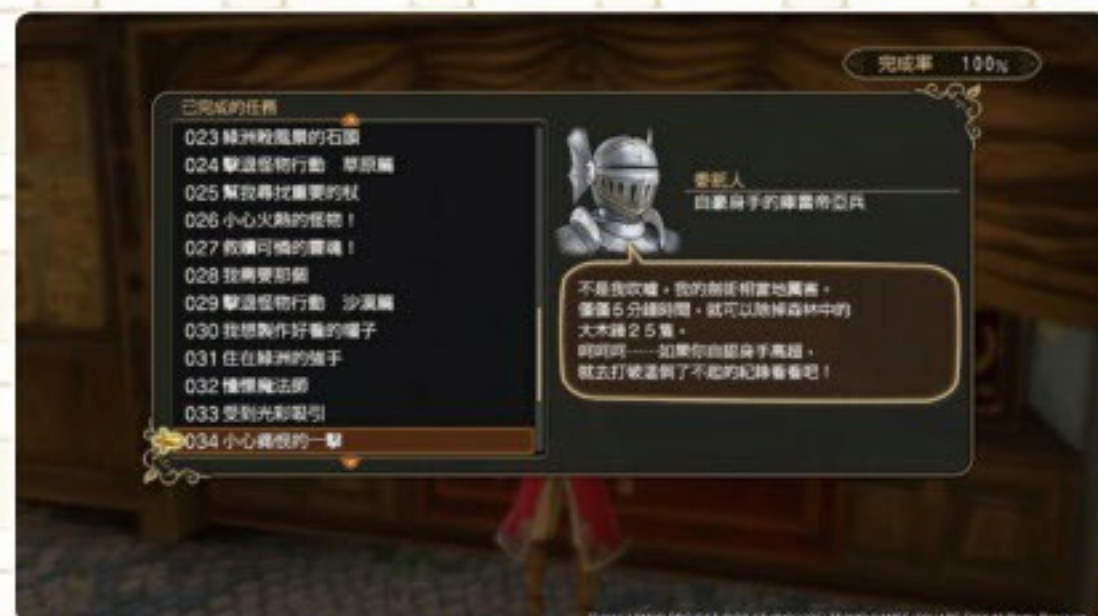 完成率 100%
已完成的任務
023 綠洲殺風景的石頭
024 擊退怪物行動 草原篇
025 幫我尋找重要的杖
026 小心火熱的怪物！
027 救贖可憐的靈魂！
028 我需要那個
029 擊退怪物行動 沙漠篇
030 我想製作好看的帽子
031 住在綠洲的強手
032 憧憬魔法師
033 受到光彩吸引
034 小心痛恨的一擊
委託人
自豪身手的庫雷帝亞兵
不是我吹噓，我的劍術相當地厲害。
僅僅５分鐘時間，就可以除掉森林中的
大木鎚２５隻。
呵呵呵……如果你自認身手高超，
就去打破這個了不起的紀錄看看吧！